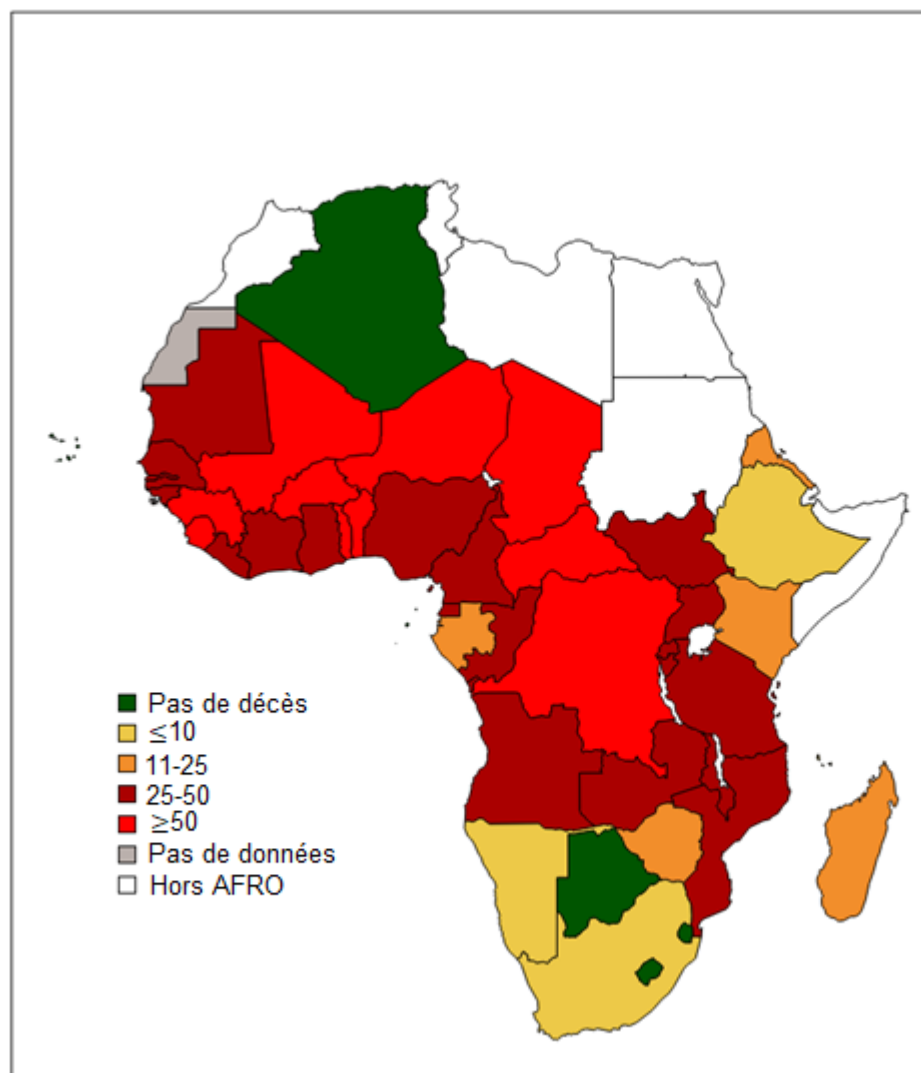 Pas de décès
≤10
11-25
25-50
≥50
Pas de données
Hors AFRO